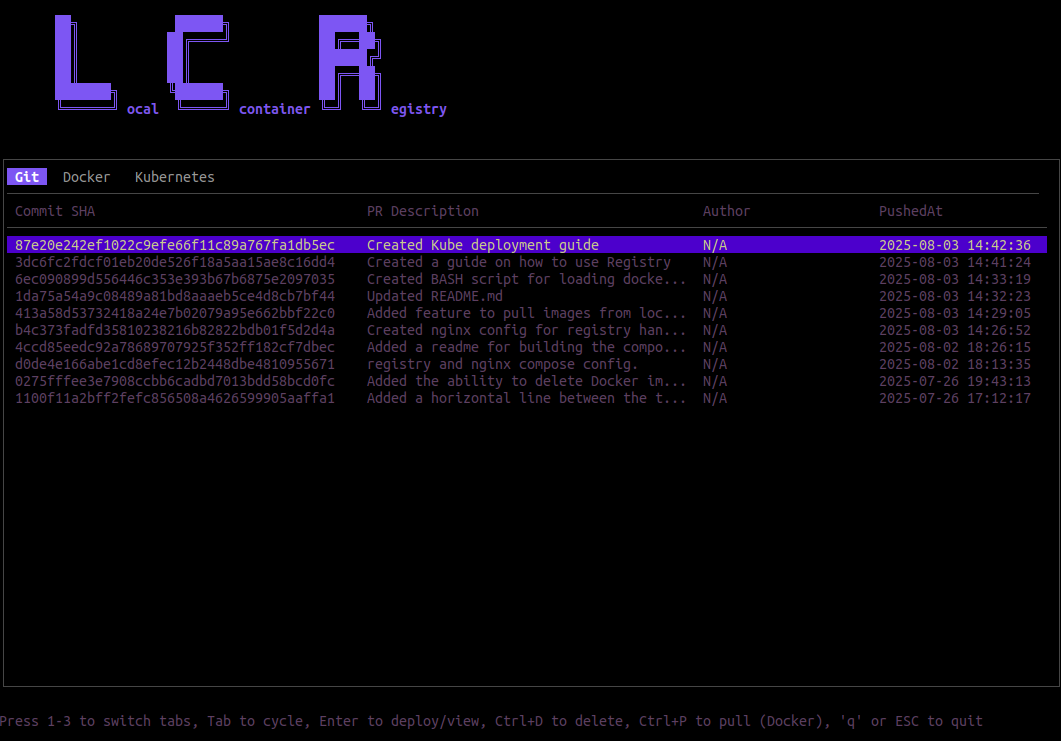 L ocal C container R egistry
Git Docker Kubernetes
Commit SHA PR Description Author PushedAt
87e20e242ef1022c9efe66f11c89a767fa1db5ec Created Kube deployment guide N/A 2025-08-03 14:42:36
3dc6fc2fdcf01eb20de526f18a5aa15ae8c16dd4 Created a guide on how to use Registry N/A 2025-08-03 14:41:24
6ec090899d556446c353e393b67b6875e2097035 Created BASH script for loading docke... N/A 2025-08-03 14:33:19
1da75a54a9c08489a81bd8aaaeb5ce4d8cb7bf44 Updated README.md N/A 2025-08-03 14:32:23
413a58d53732418a24e7b02079a95e662bbf22c0 Added feature to pull images from loc... N/A 2025-08-03 14:29:05
b4c373fadfd35810238216b82822bdb01f5d2d4a Created nginx config for registry han... N/A 2025-08-03 14:26:52
4ccd85eedc92a78689707925f352ff182cf7dbec Added a readme for building the compo... N/A 2025-08-02 18:26:15
d0de4e166abe1cd8efec12b2448dbe4810955671 registry and nginx compose config. N/A 2025-08-02 18:13:35
0275fffee3e7908ccbb6cadbd7013bdd58bcd0fc Added the ability to delete Docker im... N/A 2025-07-26 19:43:13
1100f11a2bff2fefc856508a4626599905aaffa1 Added a horizontal line between the t... N/A 2025-07-26 17:12:17
Press 1-3 to switch tabs, Tab to cycle, Enter to deploy/view, Ctrl+D to delete, Ctrl+P to pull (Docker), 'q' or ESC to quit